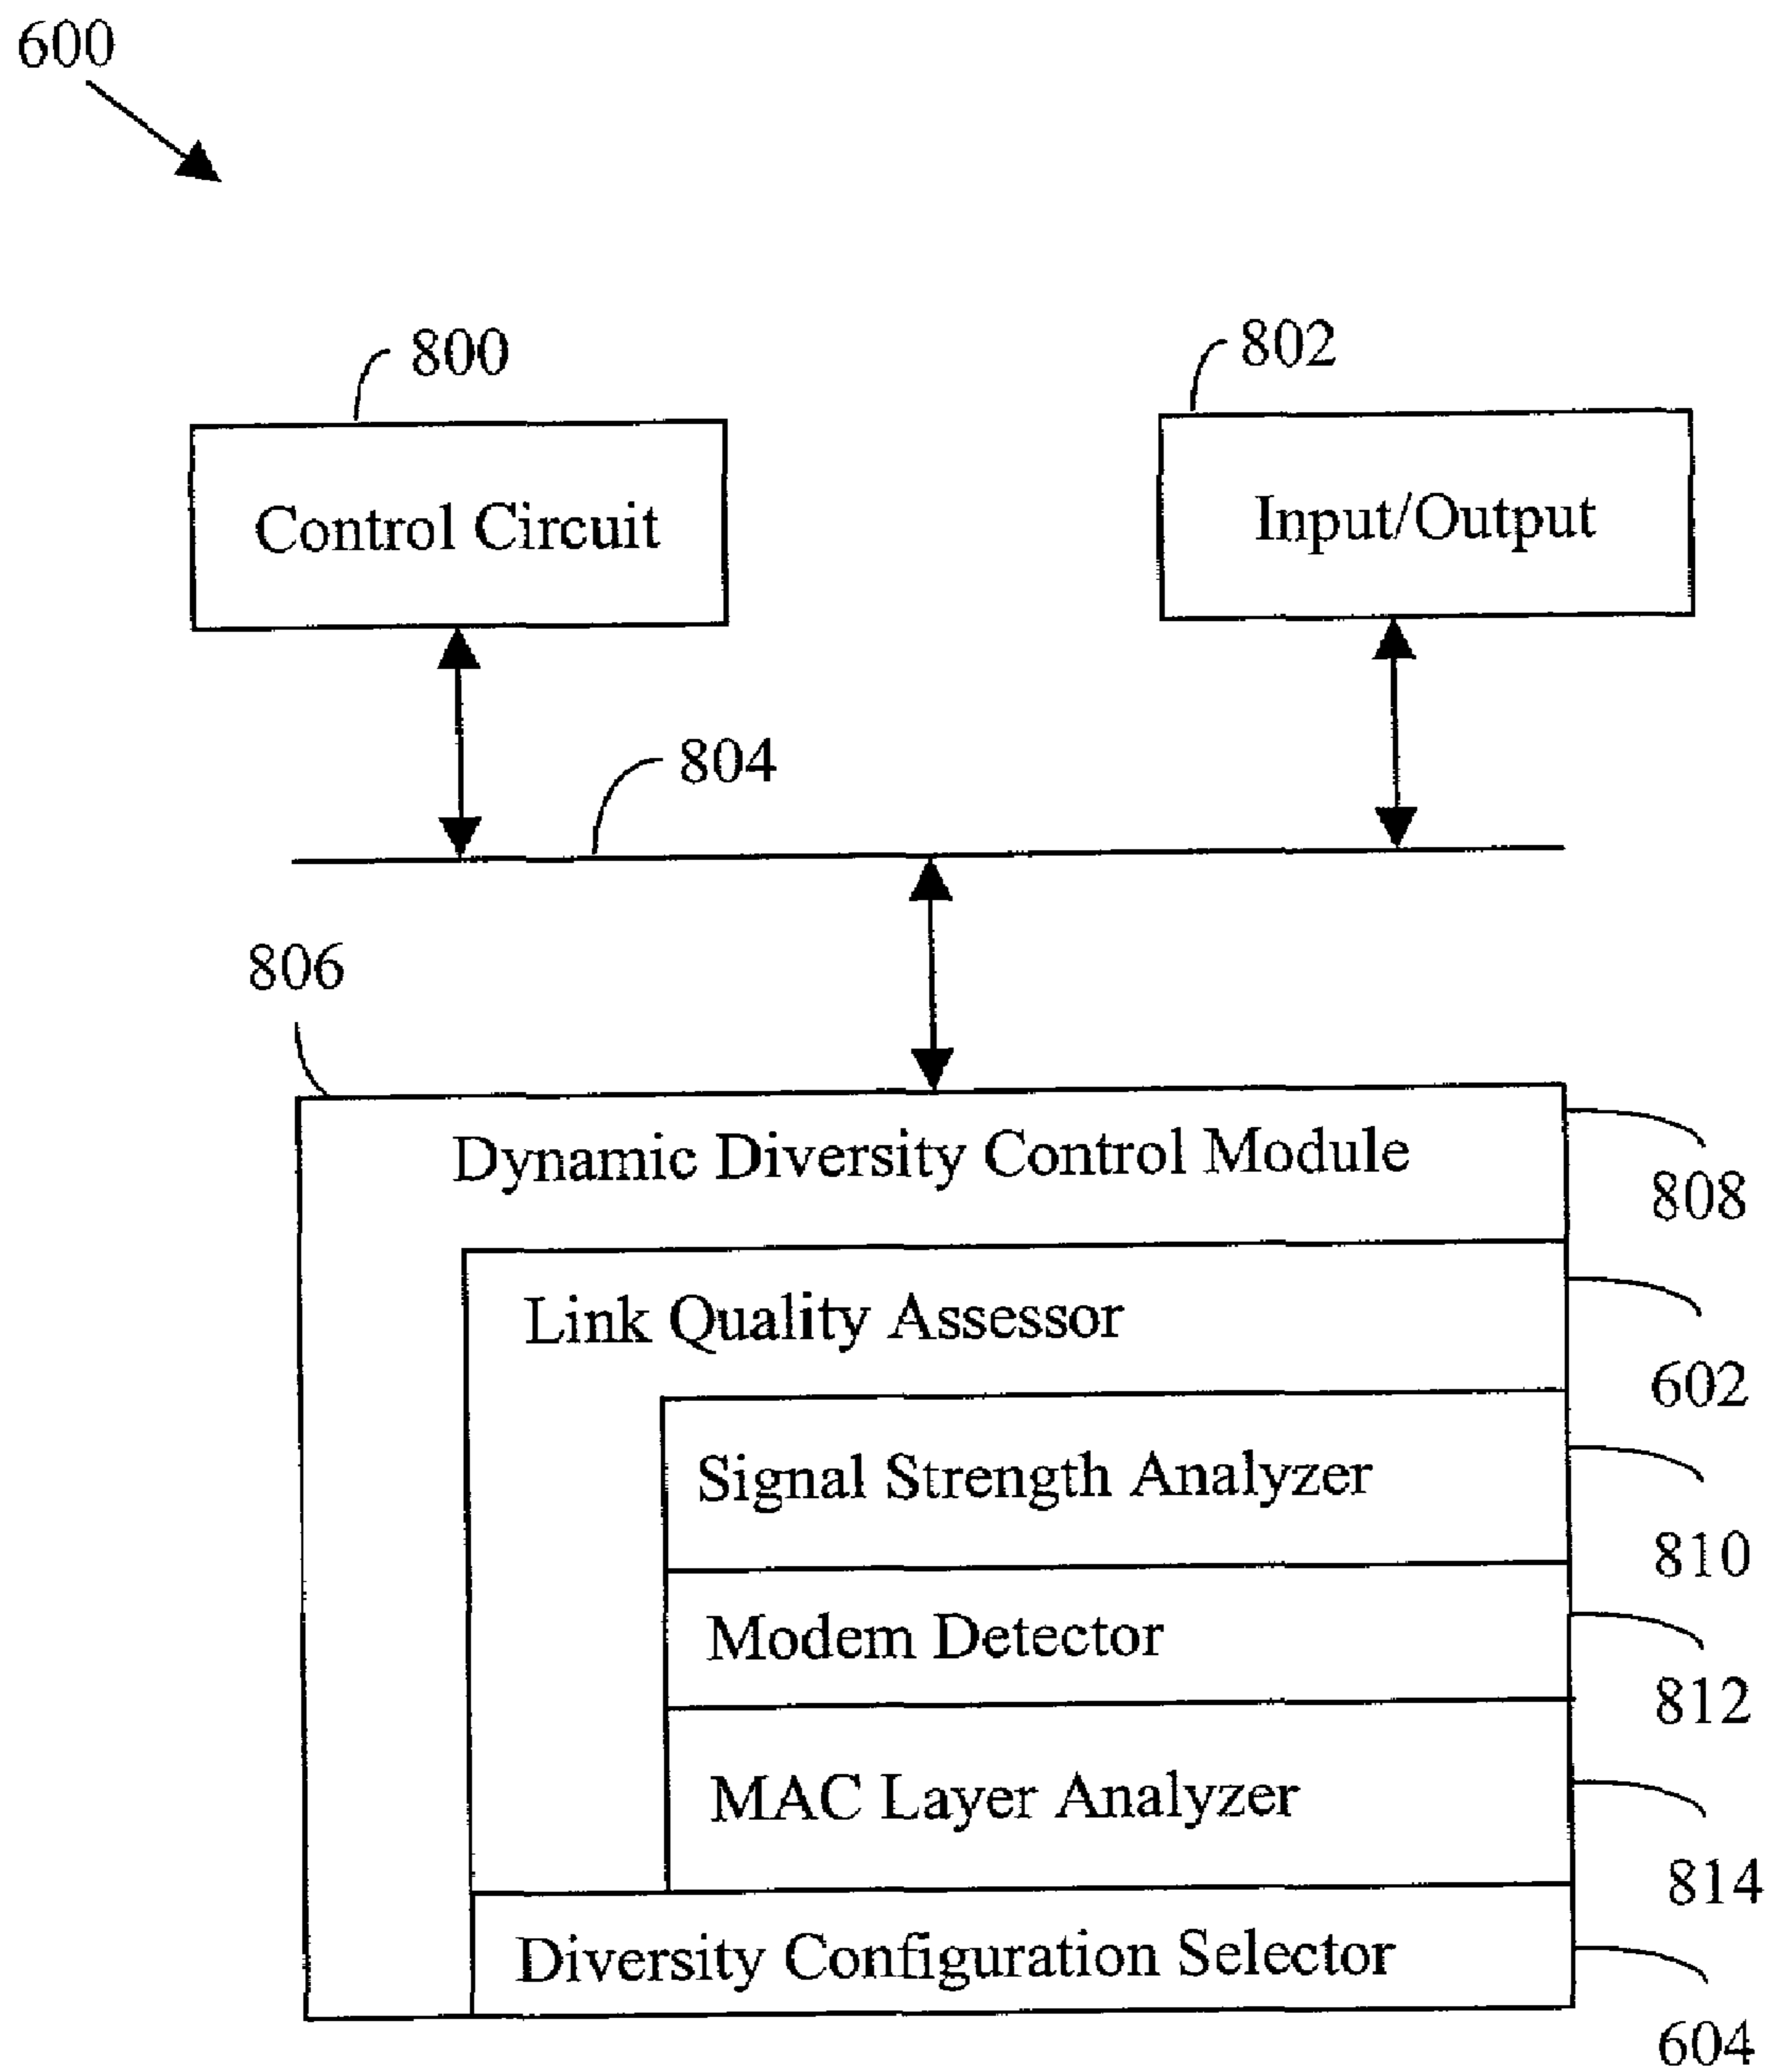 600
800
802
Control Circuit
Input/Output
804
806
Dynamic Diversity Control Module
808
Link Quality Assessor
602
Signal Strength Analyzer
810
Modem Detector
812
MAC Layer Analyzer
814
Diversity Configuration Selector
604